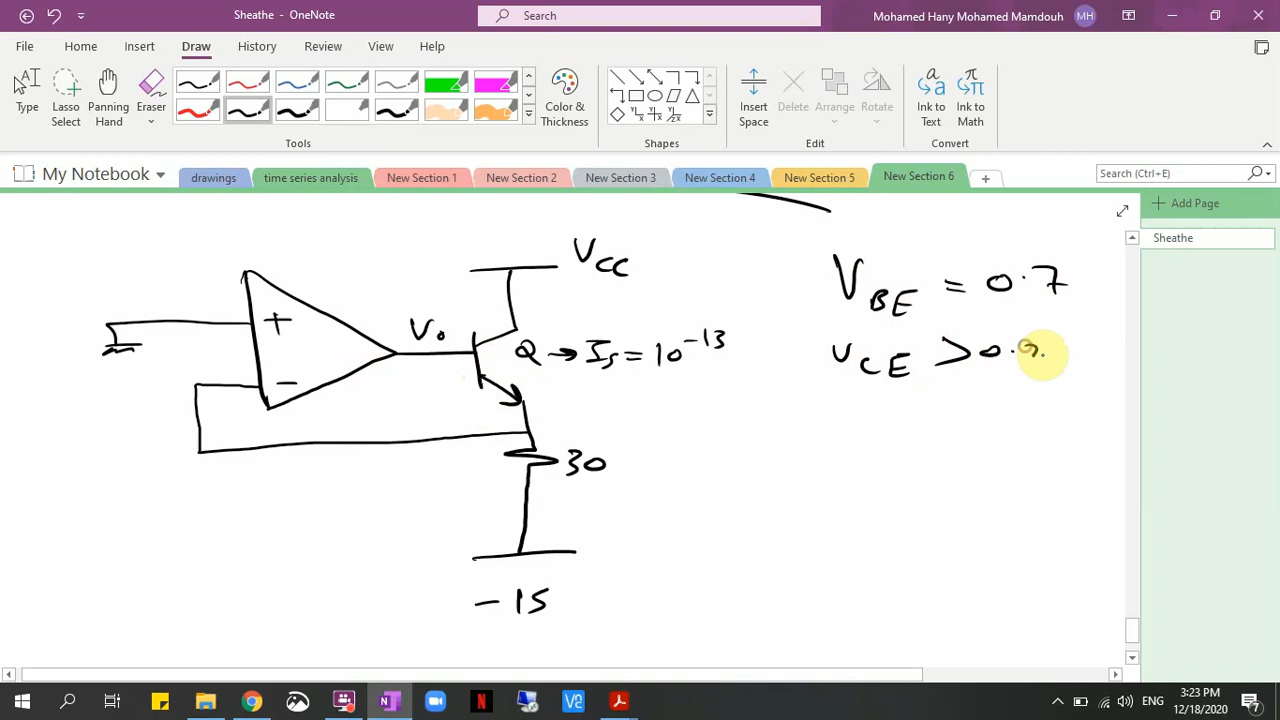 Sheathe - OneNote
Search
Mohamed Hany Mohamed Mamdouh
MH
File Home Insert Draw History Review View Help
Type
Lasso Select
Panning Hand
Eraser
Color & Thickness
Insert Space
Delete
Arrange
Rotate
Ink to Text
Ink to Math
Tools Shapes Edit Convert
My Notebook
drawings time series analysis New Section 1 New Section 2 New Section 3 New Section 4 New Section 5 New Section 6
Search (Ctrl+E)
Add Page
Sheathe
VCC
VBE = 0.7
+
Vo
Q → Is = 10^-13
VCE > 0.
-
30
-15
ENG
3:23 PM
12/18/2020
7